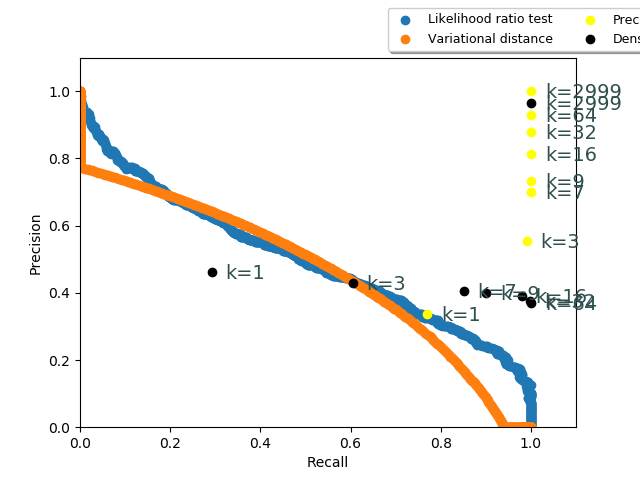 Likelihood ratio test
Variational distance
Prec
Dens
Precision
1.0
0.8
0.6
0.4
0.2
0.0
k=2999
k=2999
k=64
k=32
k=16
k=9
k=7
k=3
k=1
k=3
k=7
k=9
k=16
k=32
k=64
k=1
0.0 0.2 0.4 0.6 0.8 1.0
Recall